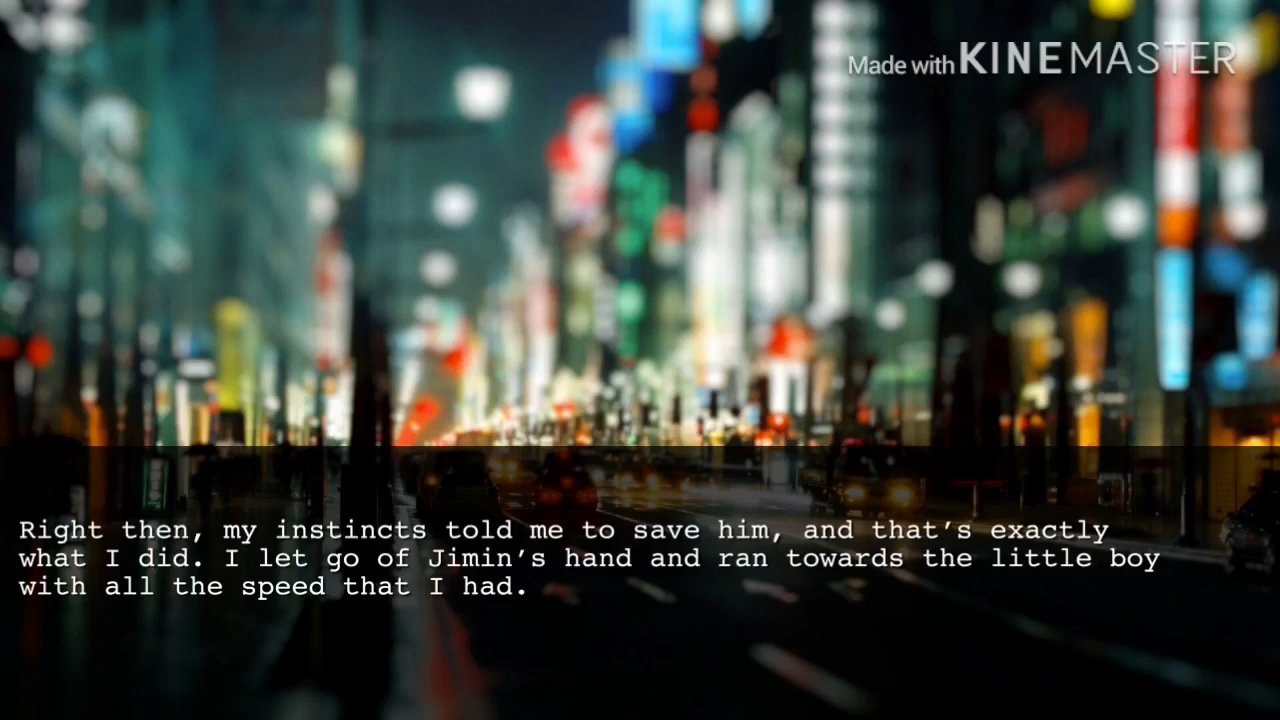 Made with KINEMASTER
Right then, my instincts told me to save him, and that’s exactly
what I did. I let go of Jimin’s hand and ran towards the little boy
with all the speed that I had.